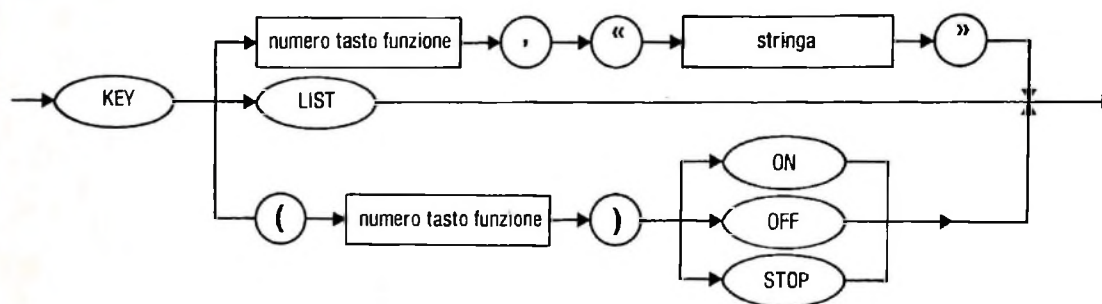 numero tasto funzione , « stringa »
KEY LIST
( numero tasto funzione ) ON
OFF
STOP